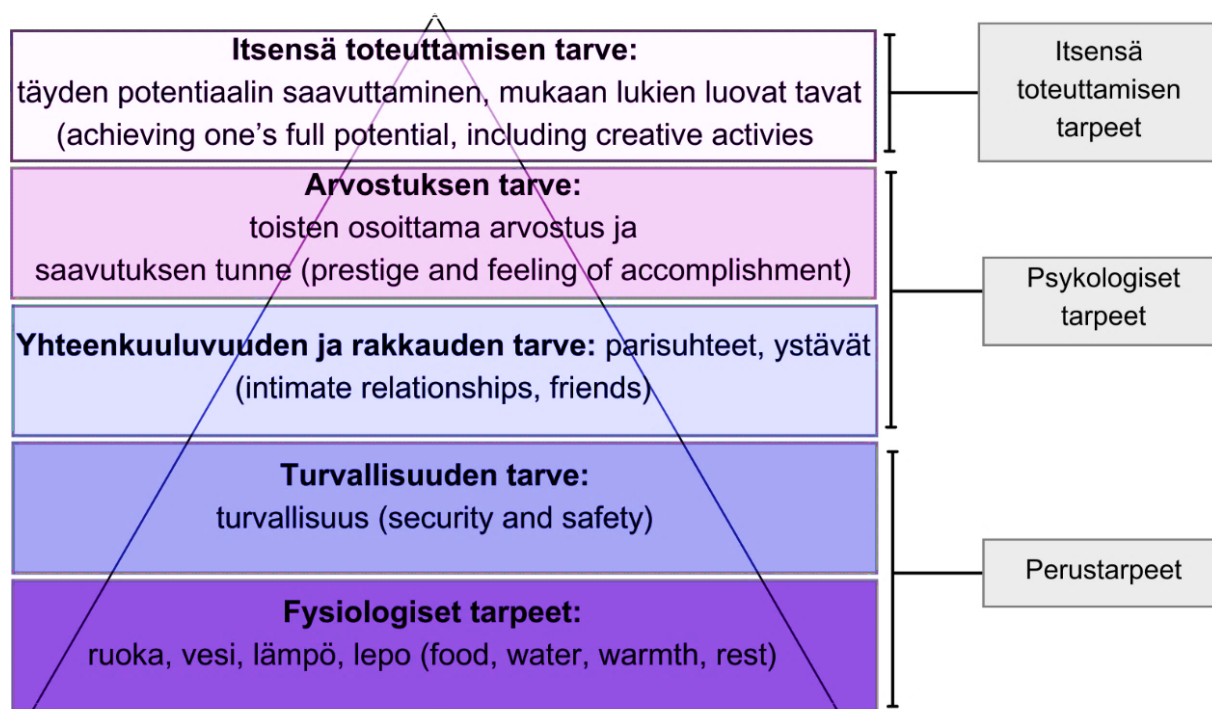 Itsensä toteuttamisen tarve:
täyden potentiaalin saavuttaminen, mukaan lukien luovat tavat
(achieving one's full potential, including creative activies
Arvostuksen tarve:
toisten osoittama arvostus ja
saavutuksen tunne (prestige and feeling of accomplishment)
Yhteenkuuluvuuden ja rakkauden tarve: parisuhteet, ystävät
(intimate relationships, friends)
Turvallisuuden tarve:
turvallisuus (security and safety)
Fysiologiset tarpeet:
ruoka, vesi, lämpö, lepo (food, water, warmth, rest)
Itsensä
toteuttamisen
tarpeet
Psykologiset
tarpeet
Perustarpeet